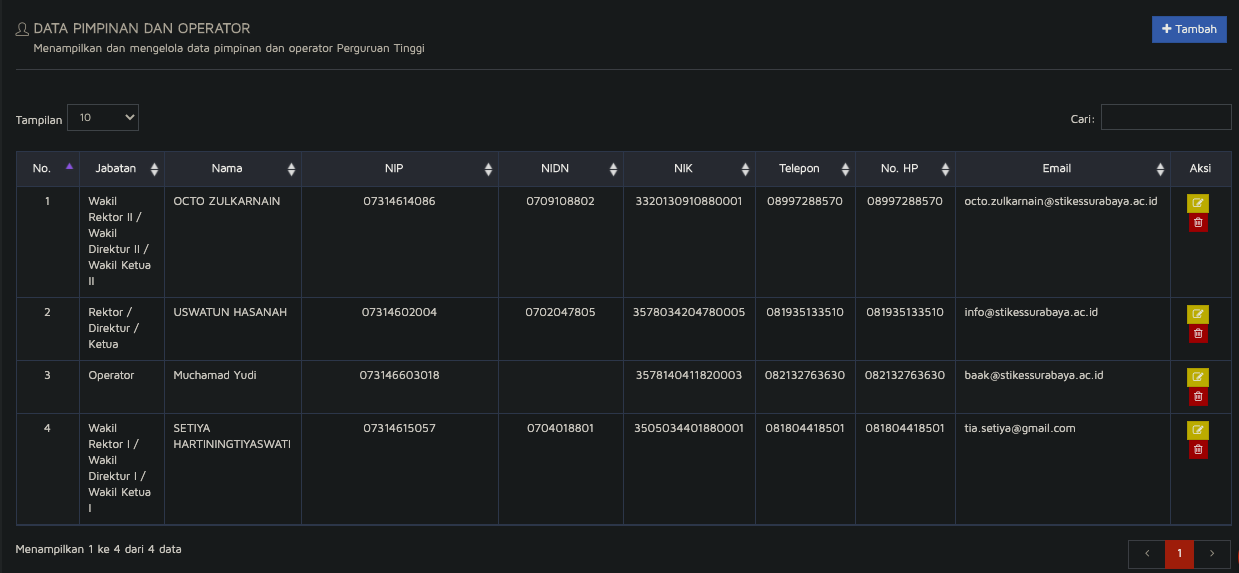 DATA PIMPINAN DAN OPERATOR
Menampilkan dan mengelola data pimpinan dan operator Perguruan Tinggi
Tambah
Tampilan 10
Cari:
No. Jabatan Nama NIP NIDN NIK Telepon No. HP Email Aksi
1 Wakil OCTO ZULKARNAIN 07314614086 0709108802 3320130910880001 08997288570 08997288570 octo.zulkarnain@stikessurabaya.ac.id
Rektor II /
Wakil
Direktur II /
Wakil Ketua
II
2 Rektor / USWATUN HASANAH 07314602004 0702047805 3578034204780005 081935133510 081935133510 info@stikessurabaya.ac.id
Direktur /
Ketua
3 Operator Muchamad Yudi 073146603018 3578140411820003 082132763630 082132763630 baak@stikessurabaya.ac.id
4 Wakil SETIYA 07314615057 0704018801 3505034401880001 081804418501 081804418501 tia.setiya@gmail.com
Rektor I / HARTININGTIYASWATI
Wakil
Direktur I /
Wakil Ketua
I
Menampilkan 1 ke 4 dari 4 data
1